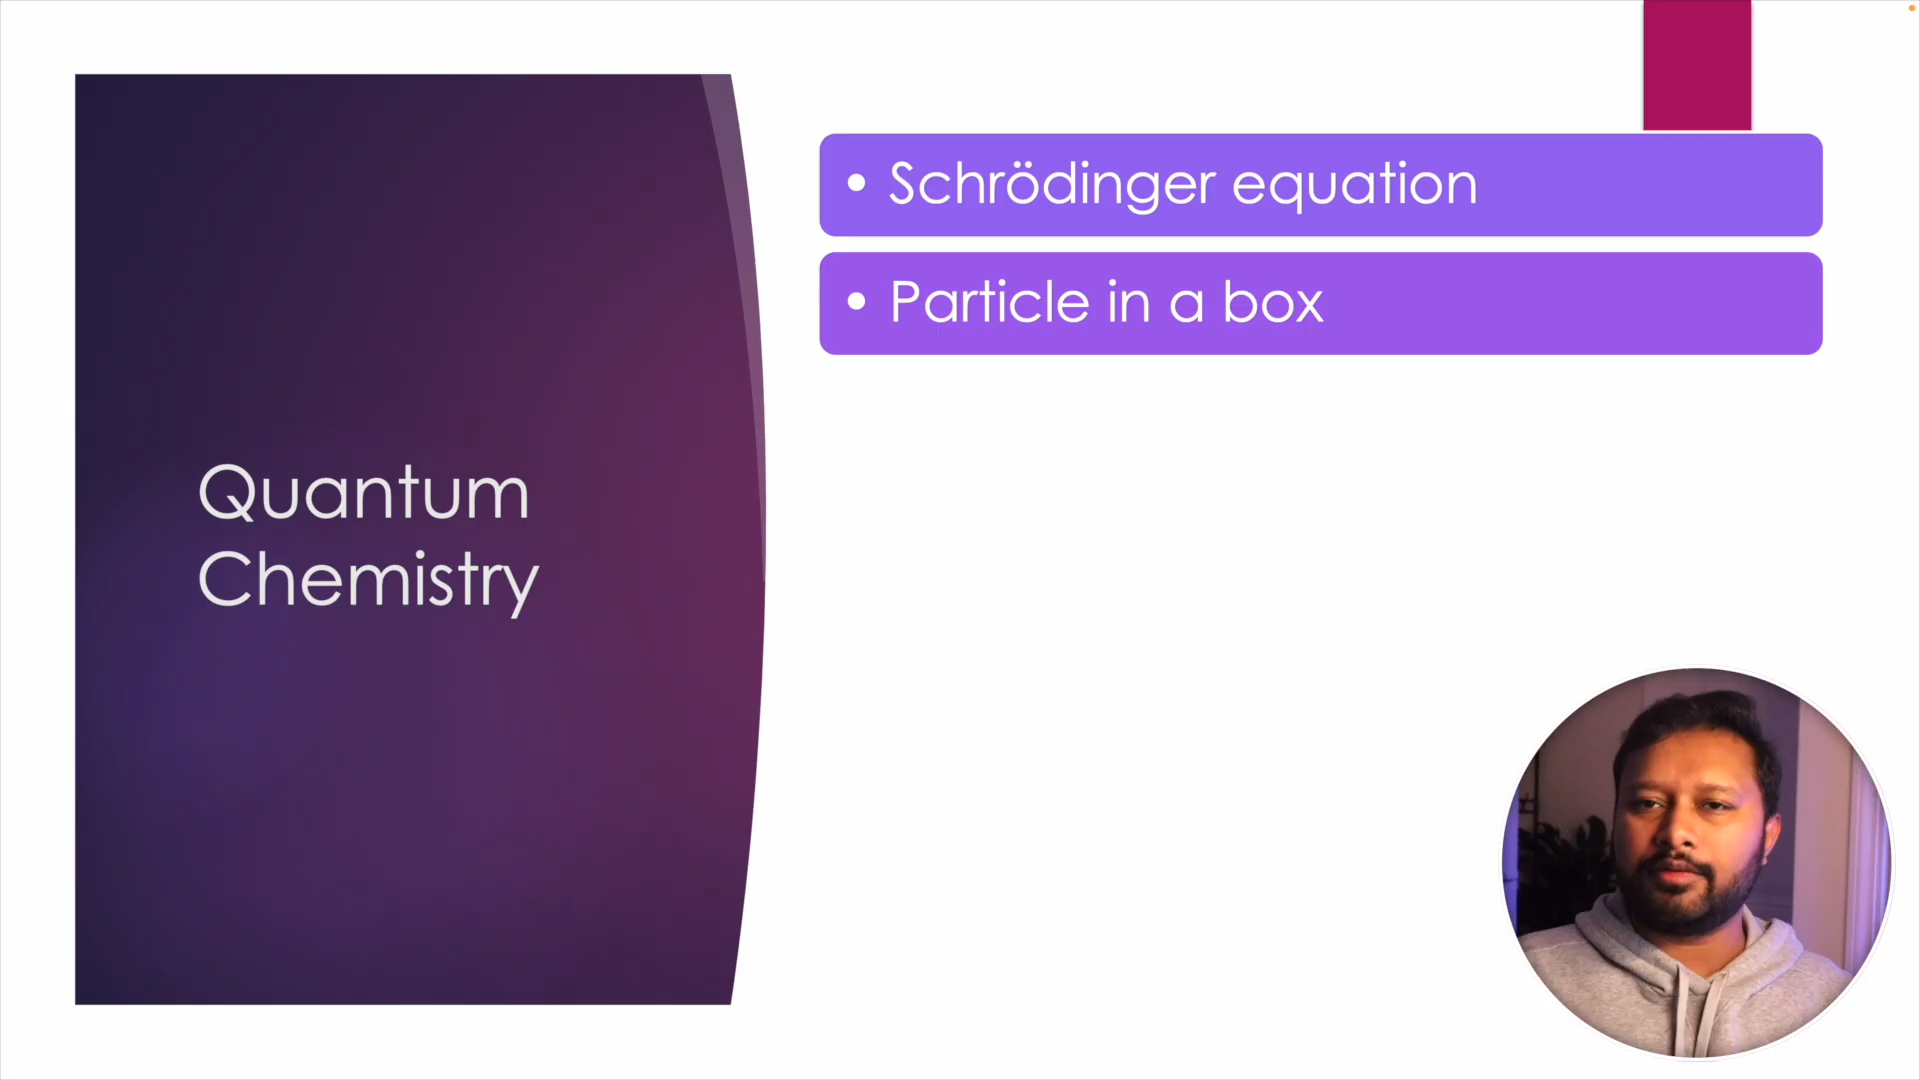 Quantum
Chemistry
• Schrödinger equation
• Particle in a box